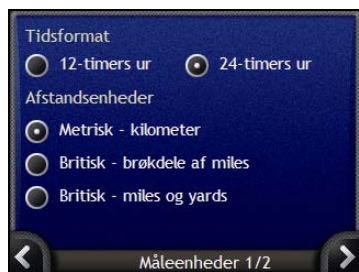 Tidsformat
12-timers ur 24-timers ur
Afstandsenheder
Metrisk - kilometer
Britisk - brøkdele af miles
Britisk - miles og yards
Måleenheder 1/2